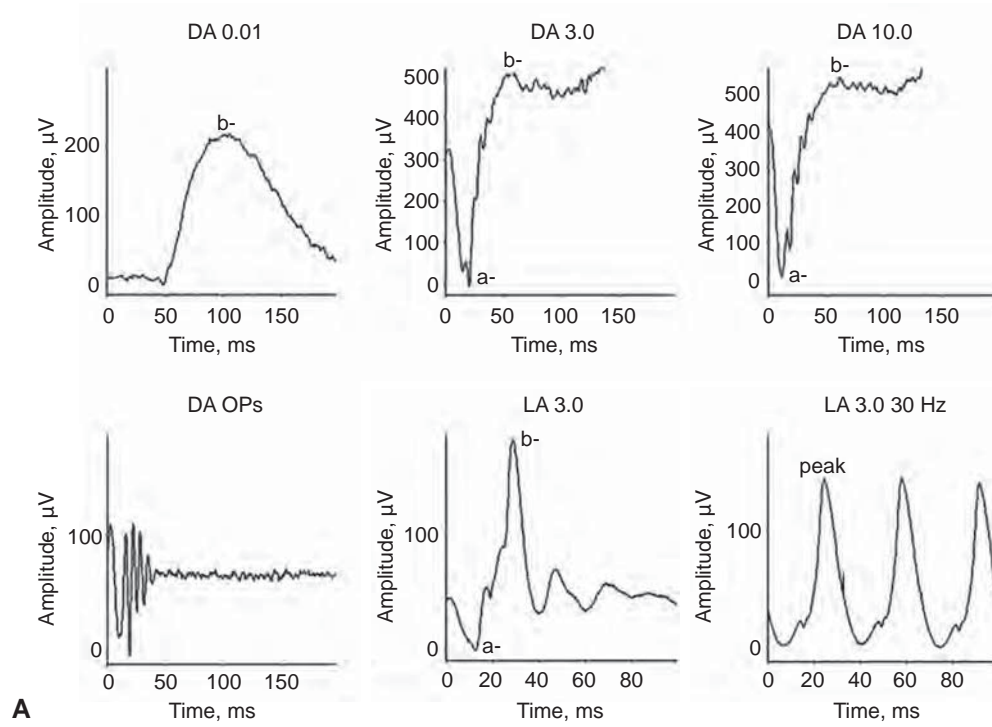 DA 0.01
DA 3.0
DA 10.0
Amplitude, µV
200
100
0
b-
0 50 100 150
Time, ms
Amplitude, µV
500
400
300
200
100
0
b-
a-
0 50 100 150
Time, ms
Amplitude, µV
500
400
300
200
100
0
b-
a-
0 50 100 150
Time, ms
DA OPs
LA 3.0
LA 3.0 30 Hz
Amplitude, µV
100
0
0 50 100 150
Time, ms
Amplitude, µV
100
0
b-
a-
0 20 40 60 80
Time, ms
Amplitude, µV
100
0
peak
0 20 40 60 80
Time, ms
A